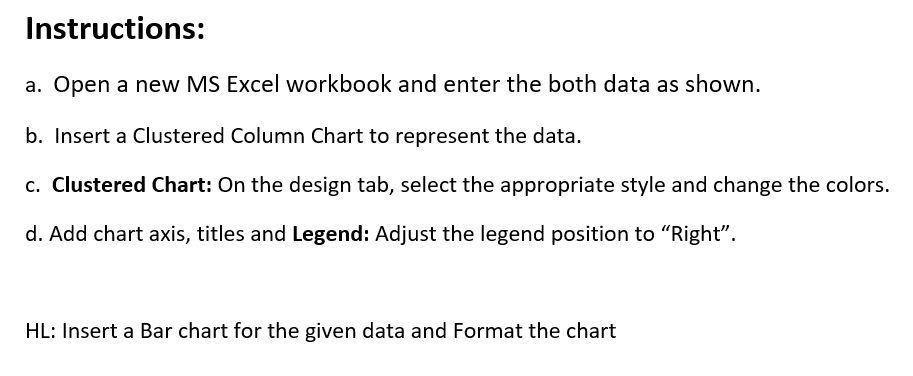 Instructions:
a. Open a new MS Excel workbook and enter the both data as shown.
b. Insert a Clustered Column Chart to represent the data.
c. Clustered Chart: On the design tab, select the appropriate style and change the colors.
d. Add chart axis, titles and Legend: Adjust the legend position to “Right”.
HL: Insert a Bar chart for the given data and Format the chart